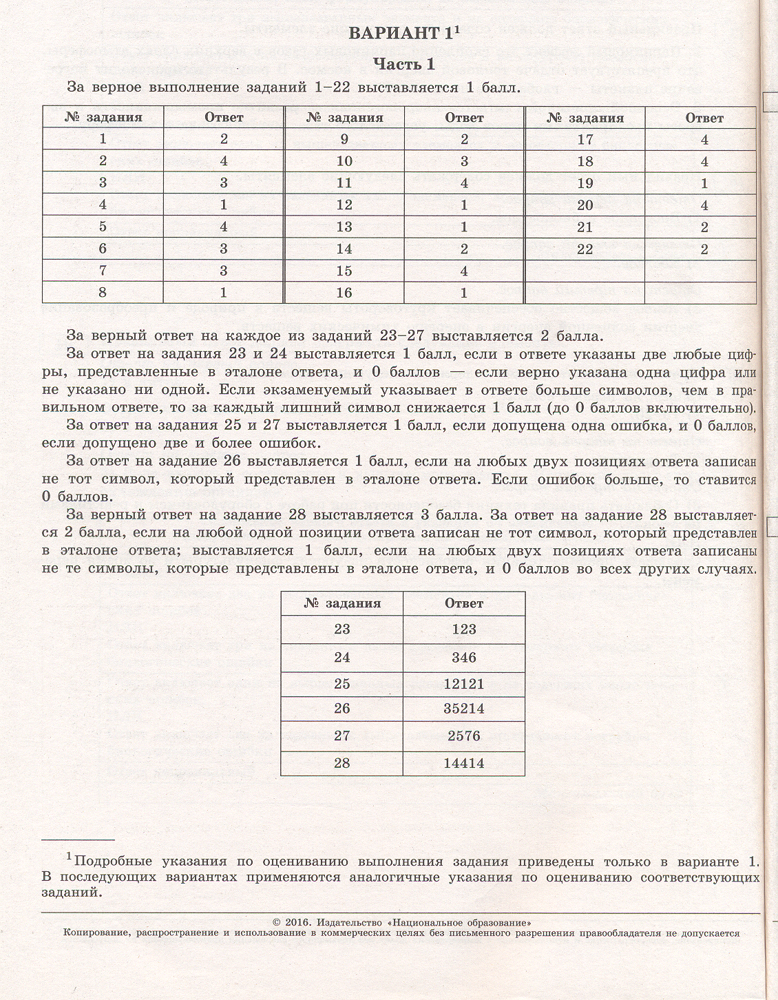 ВАРИАНТ 1¹
Часть 1
За верное выполнение заданий 1–22 выставляется 1 балл.
№ задания Ответ № задания Ответ № задания Ответ
1 2 9 2 17 4
2 4 10 3 18 4
3 3 11 4 19 1
4 1 12 1 20 4
5 4 13 1 21 2
6 3 14 2 22 2
7 3 15 4
8 1 16 1
За верный ответ на каждое из заданий 23–27 выставляется 2 балла.
За ответ на задания 23 и 24 выставляется 1 балл, если в ответе указаны две любые циф-
ры, представленные в эталоне ответа, и 0 баллов — если верно указана одна цифра или
не указано ни одной. Если экзаменуемый указывает в ответе больше символов, чем в пра-
вильном ответе, то за каждый лишний символ снижается 1 балл (до 0 баллов включительно).
За ответ на задания 25 и 27 выставляется 1 балл, если допущена одна ошибка, и 0 баллов,
если допущено две и более ошибок.
За ответ на задание 26 выставляется 1 балл, если на любых двух позициях ответа записан
не тот символ, который представлен в эталоне ответа. Если ошибок больше, то ставится
0 баллов.
За верный ответ на задание 28 выставляется 3 балла. За ответ на задание 28 выставляет-
ся 2 балла, если на любой одной позиции ответа записан не тот символ, который представлен
в эталоне ответа; выставляется 1 балл, если на любых двух позициях ответа записаны
не те символы, которые представлены в эталоне ответа, и 0 баллов во всех других случаях.
№ задания Ответ
23 123
24 346
25 12121
26 35214
27 2576
28 14414
¹ Подробные указания по оцениванию выполнения задания приведены только в варианте 1.
В последующих вариантах применяются аналогичные указания по оцениванию соответствующих
заданий.
© 2016. Издательство «Национальное образование»
Копирование, распространение и использование в коммерческих целях без письменного разрешения правообладателя не допускается